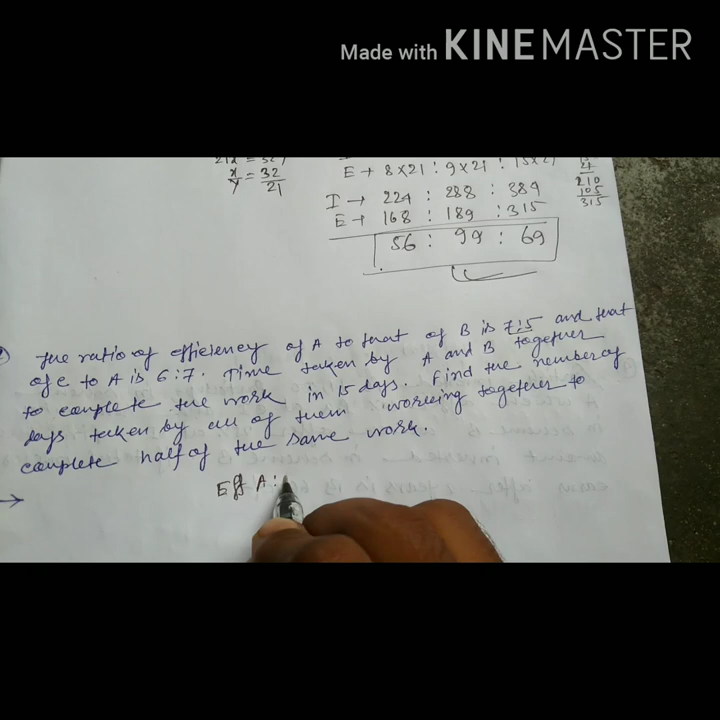 Made with KINEMASTER
x/y = 32/21
E → 8×21 : 9×21 : 15×21
210
105
315
I → 224 : 288 : 384
E → 168 : 189 : 315
56 : 99 : 69
The ratio of efficiency of A to that of B is 7:5 and that
of C to A is 6:7. Time taken by A and B together
to complete the work in 15 days. Find the number of
days taken by all of them working together to
complete half of the same work.
→ Eff A :